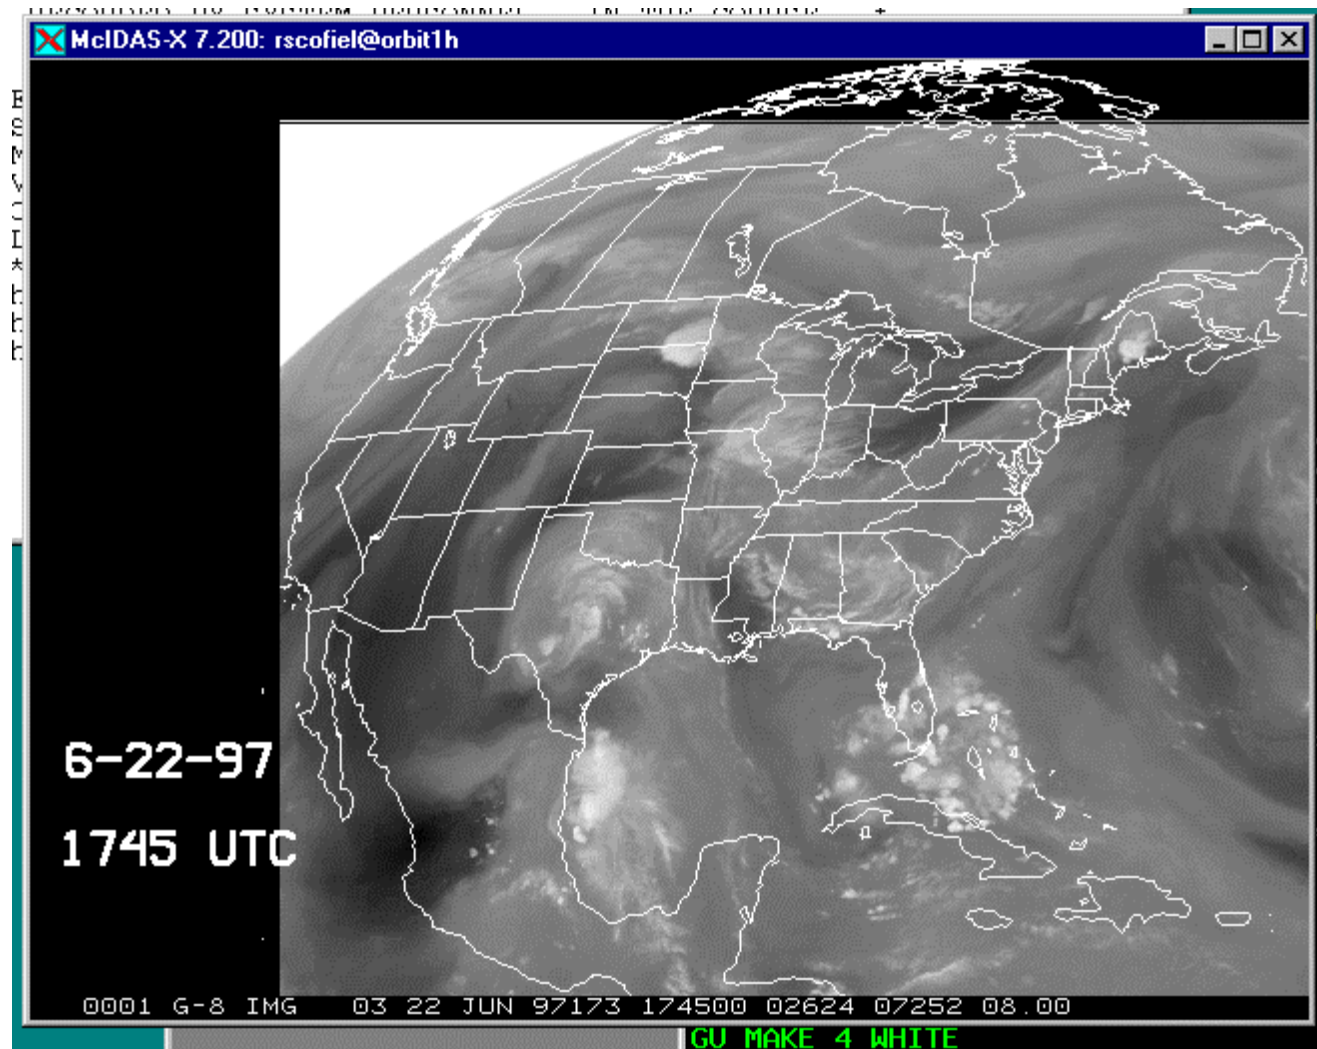 McIDAS-X 7.200: rscofiel@orbit1h
6-22-97
1745 UTC
0001 G-8 IMG 03 22 JUN 97173 174500 02624 07252 08.00
GU MAKE 4 WHITE